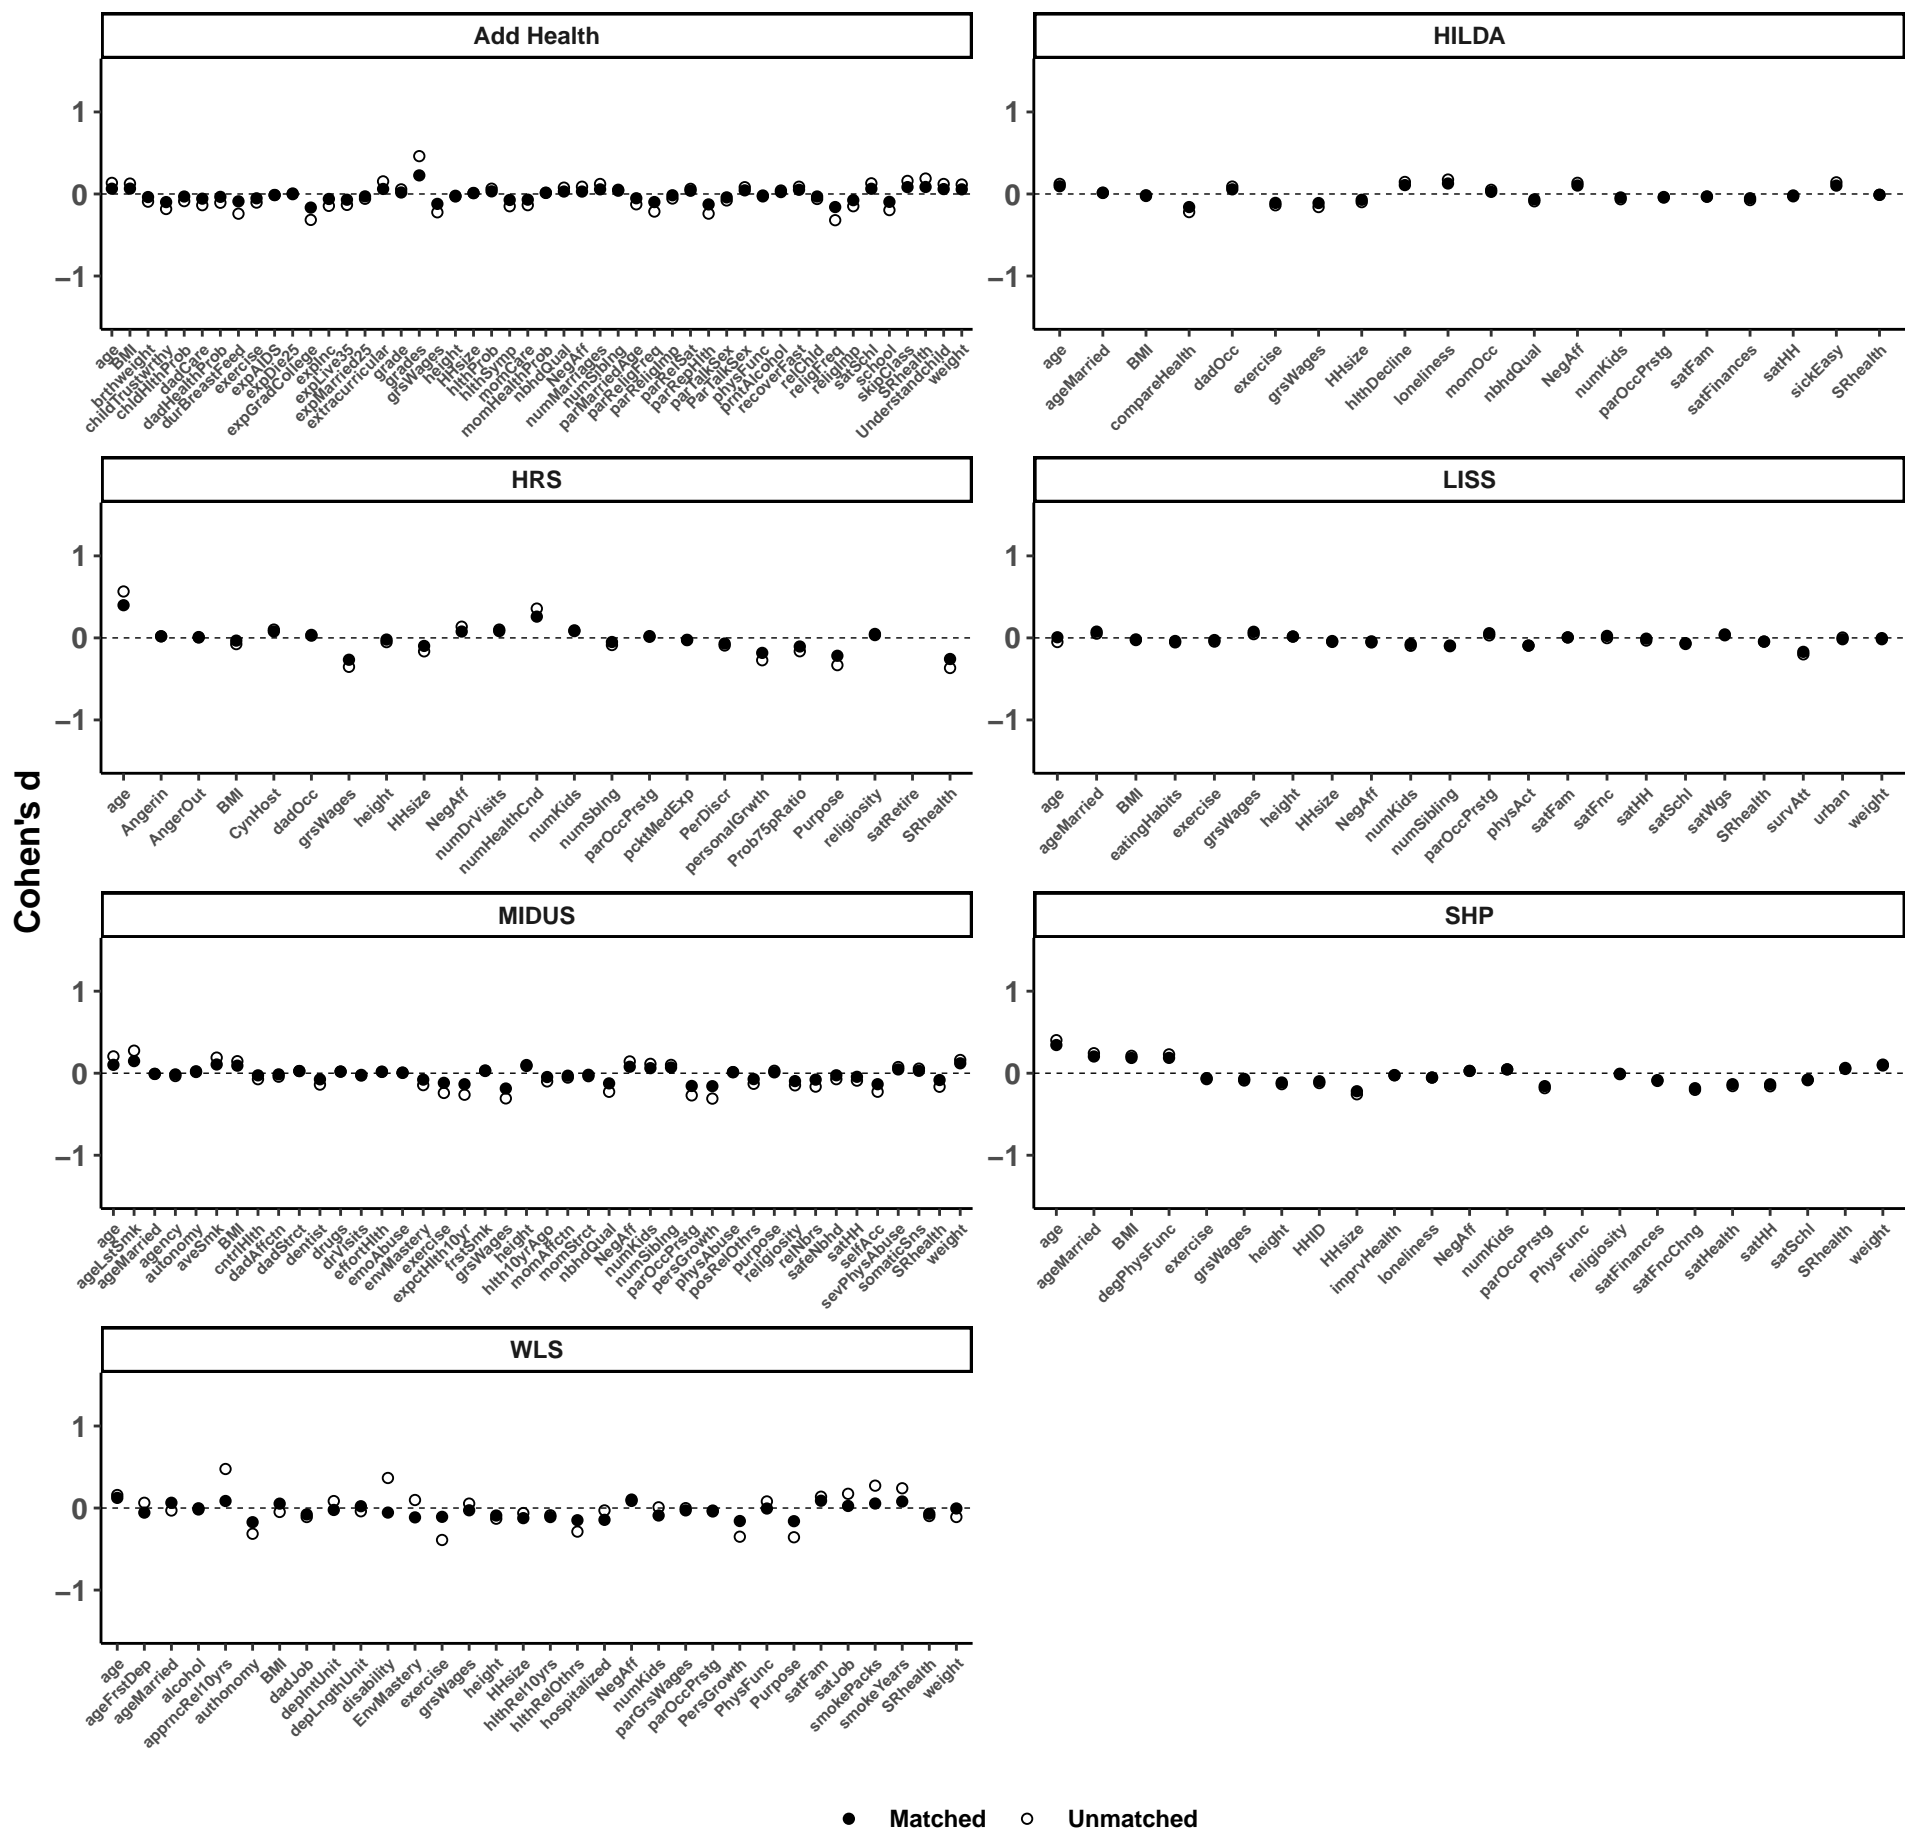 Add Health
1
0
−1
age
BMI
brthweight
childTrustwrthy
chldHlthProb
dadCare
dadHealthProb
durBreastFeed
exercise
expAIDS
expDie25
expGradCollege
expInc
expLive35
expMarried25
extracurricular
grade
grades
grsWages
height
HHsize
hlthProb
hlthSymp
momCare
momHealthProb
nbhdQual
NegAff
numMarriages
numSibling
parMarriedAge
parReligFreq
parReligImp
parRelSat
parRepHlth
parTalkSex
ParTalkSex
physFunc
prntAlcohol
recoverFast
relChld
religFreq
religImp
satSchl
school
skipClass
SRhealth
Understandchild
weight
HILDA
1
0
−1
age
ageMarried
BMI
compareHealth
dadOcc
exercise
grsWages
HHsize
hlthDecline
loneliness
momOcc
nbhdQual
NegAff
numKids
parOccPrstg
satFam
satFinances
satHH
sickEasy
SRhealth
HRS
1
0
−1
age
Angerin
AngerOut
BMI
CynHost
dadOcc
grsWages
height
HHsize
NegAff
numDrVisits
numHealthCnd
numKids
numSiblng
parOccPrstg
pcktMedExp
PerDiscr
personalGrwth
Prob75pRatio
Purpose
religiosity
satRetire
SRhealth
LISS
1
0
−1
age
ageMarried
BMI
eatingHabits
exercise
grsWages
height
HHsize
NegAff
numKids
numSibling
parOccPrstg
physAct
satFam
satFnc
satHH
satSchl
satWgs
SRhealth
survAtt
urban
weight
Cohen's d
MIDUS
1
0
−1
age
ageLstSmk
ageMarried
agency
autonomy
aveSmk
BMI
cntrlHlth
dadAffctn
dadStrct
dentist
drugs
drVisits
effortHlth
emoAbuse
envMastery
exercise
expctHlth10yr
frstSmk
grsWages
height
hlth10yrAgo
momAffctn
momStrct
nbhdQual
NegAff
numKids
numSiblng
parOccPrstg
persGrowth
physAbuse
posRelOthrs
purpose
religiosity
relNbrs
safeNbhd
satHH
selfAcc
sevPhysAbuse
somaticSns
SRhealth
weight
SHP
1
0
−1
age
ageMarried
BMI
degPhysFunc
exercise
grsWages
height
HHID
HHsize
imprvHealth
loneliness
NegAff
numKids
parOccPrstg
PhysFunc
religiosity
satFinances
satFncChng
satHealth
satHH
satSchl
SRhealth
weight
WLS
1
0
−1
age
ageFrstDep
ageMarried
alcohol
apprncRel10yrs
authonomy
BMI
dadJob
depIntUnit
depLngthUnit
disability
EnvMastery
exercise
grsWages
height
HHsize
hlthRel10yrs
hlthRelOthrs
hospitalized
NegAff
numKids
parGrsWages
parOccPrstg
PersGrowth
PhysFunc
Purpose
satFam
satJob
smokePacks
smokeYears
SRhealth
weight
Matched
Unmatched